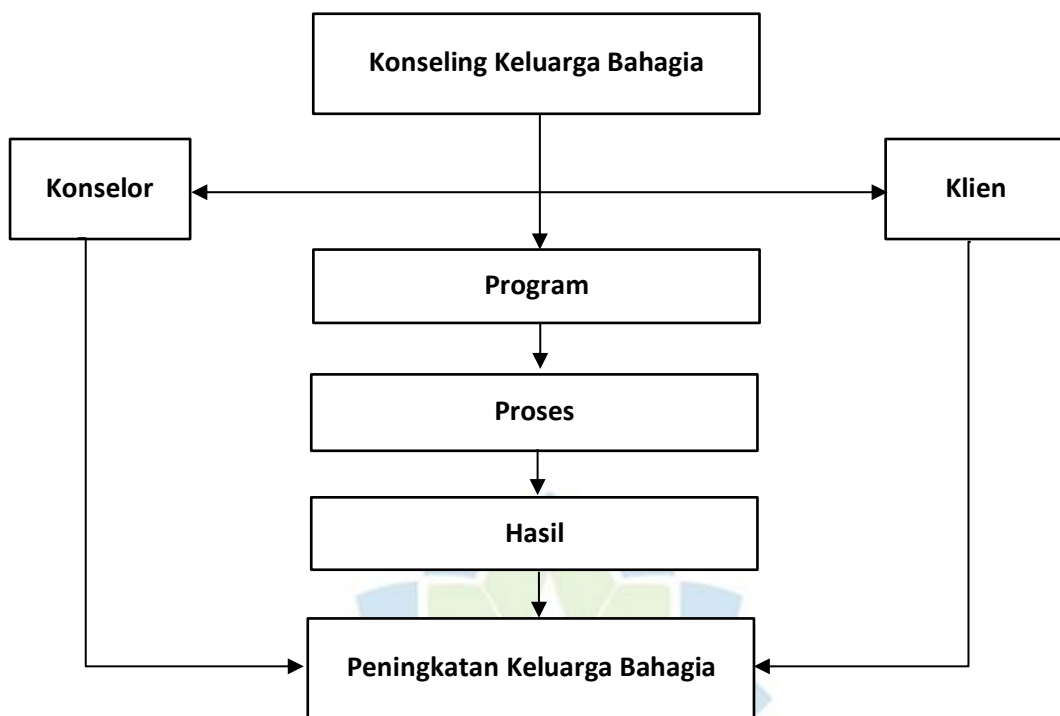 Konseling Keluarga Bahagia
Konselor
Klien
Program
Proses
Hasil
Peningkatan Keluarga Bahagia